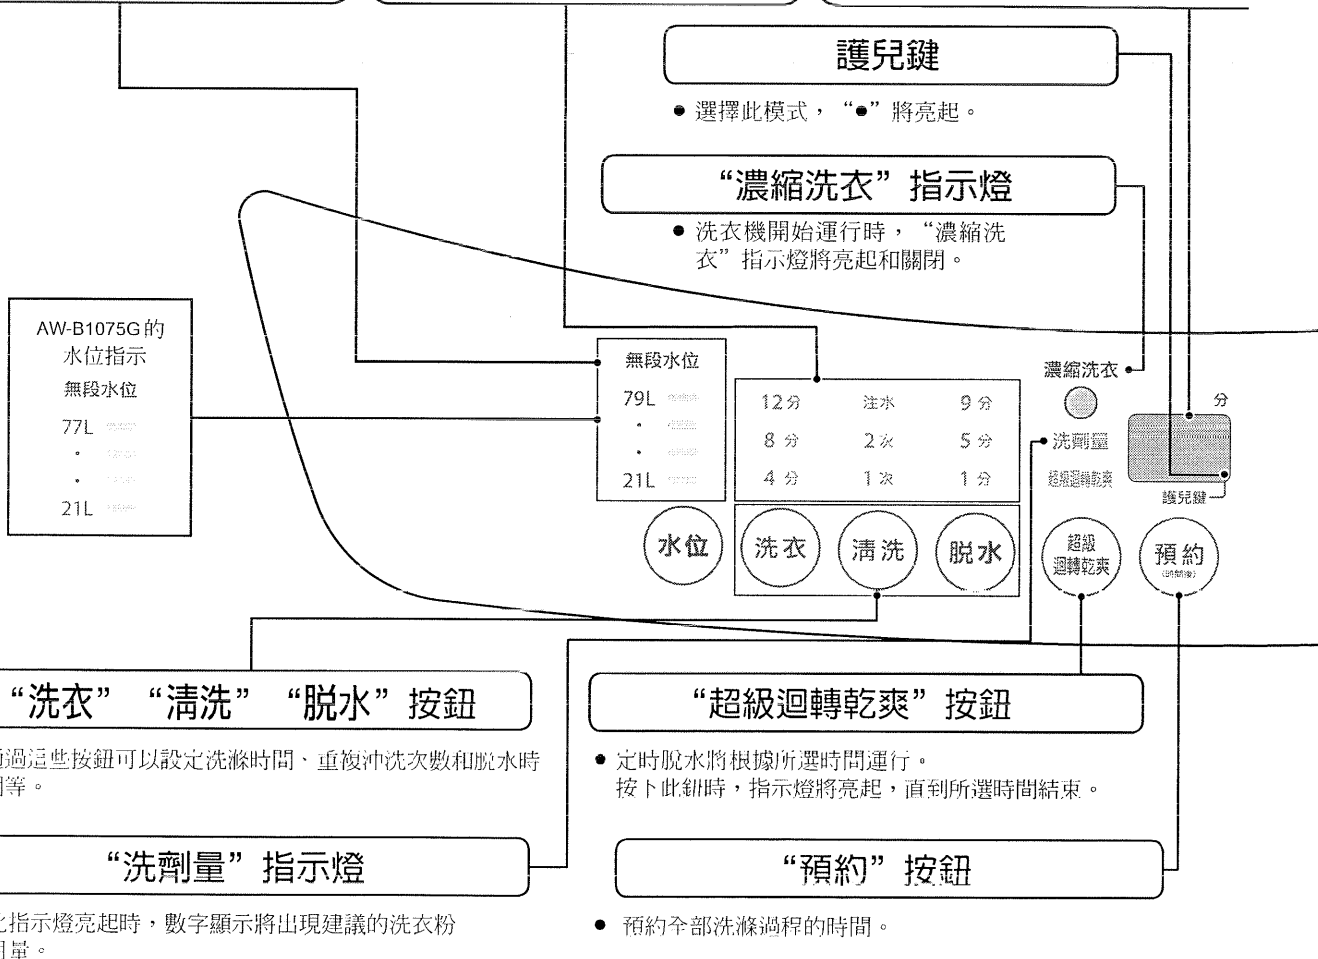 護兒鍵
● 選擇此模式，“●”將亮起。
“濃縮洗衣”指示燈
● 洗衣機開始運行時，“濃縮洗
衣”指示燈將亮起和關閉。
AW-B1075G的
水位指示
無段水位
77L
21L
無段水位
79L
21L
12分 注水 9分
8分 2次 5分
4分 1次 1分
濃縮洗衣
洗劑量
超級迴轉乾爽
分
護兒鍵
水位
洗衣
清洗
脱水
超級
迴轉乾爽
預約
(時間後)
“洗衣” “清洗” “脱水” 按鈕
過這些按鈕可以設定洗滌時間、重複沖洗次數和脱水時
等。
“超級迴轉乾爽”按鈕
● 定時脱水將根據所選時間運行。
按下此鈕時，指示燈將亮起，直到所選時間結束。
“洗劑量”指示燈
指示燈亮起時，數字顯示將出現建議的洗衣粉
量。
“預約”按鈕
● 預約全部洗滌過程的時間。